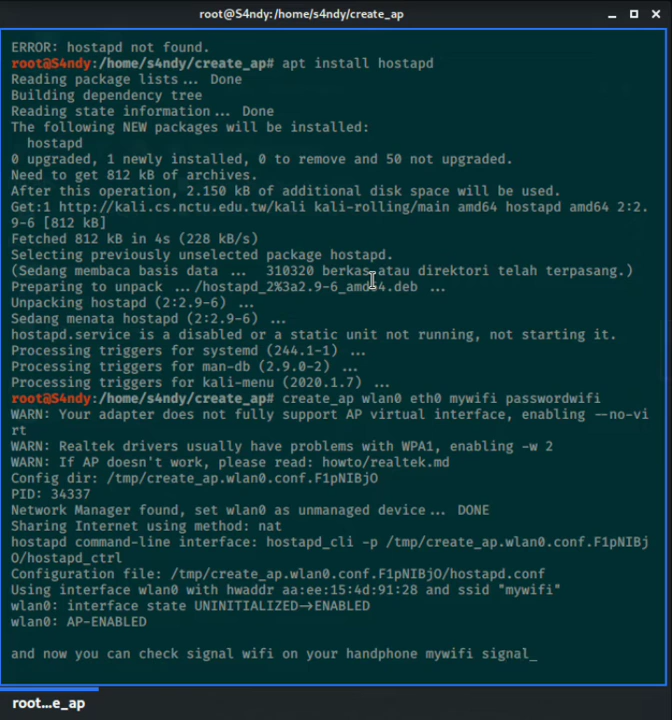 root@S4ndy:/home/s4ndy/create_ap
ERROR: hostapd not found.
root@S4ndy:/home/s4ndy/create_ap# apt install hostapd
Reading package lists... Done
Building dependency tree
Reading state information... Done
The following NEW packages will be installed:
  hostapd
0 upgraded, 1 newly installed, 0 to remove and 50 not upgraded.
Need to get 812 kB of archives.
After this operation, 2.150 kB of additional disk space will be used.
Get:1 http://kali.cs.nctu.edu.tw/kali kali-rolling/main amd64 hostapd amd64 2:2.
9-6 [812 kB]
Fetched 812 kB in 4s (228 kB/s)
Selecting previously unselected package hostapd.
(Sedang membaca basis data ...  310320 berkas atau direktori telah terpasang.)
Preparing to unpack .../hostapd_2%3a2.9-6_amd64.deb ...
Unpacking hostapd (2:2.9-6) ...
Sedang menata hostapd (2:2.9-6) ...
hostapd.service is a disabled or a static unit not running, not starting it.
Processing triggers for systemd (244.1-1) ...
Processing triggers for man-db (2.9.0-2) ...
Processing triggers for kali-menu (2020.1.7) ...
root@S4ndy:/home/s4ndy/create_ap# create_ap wlan0 eth0 mywifi passwordwifi
WARN: Your adapter does not fully support AP virtual interface, enabling --no-vi
rt
WARN: Realtek drivers usually have problems with WPA1, enabling -w 2
WARN: If AP doesn't work, please read: howto/realtek.md
Config dir: /tmp/create_ap.wlan0.conf.F1pNIBjO
PID: 34337
Network Manager found, set wlan0 as unmanaged device... DONE
Sharing Internet using method: nat
hostapd command-line interface: hostapd_cli -p /tmp/create_ap.wlan0.conf.F1pNIBj
O/hostapd_ctrl
Configuration file: /tmp/create_ap.wlan0.conf.F1pNIBjO/hostapd.conf
Using interface wlan0 with hwaddr aa:ee:15:4d:91:28 and ssid "mywifi"
wlan0: interface state UNINITIALIZED->ENABLED
wlan0: AP-ENABLED
and now you can check signal wifi on your handphone mywifi signal_
root...e_ap